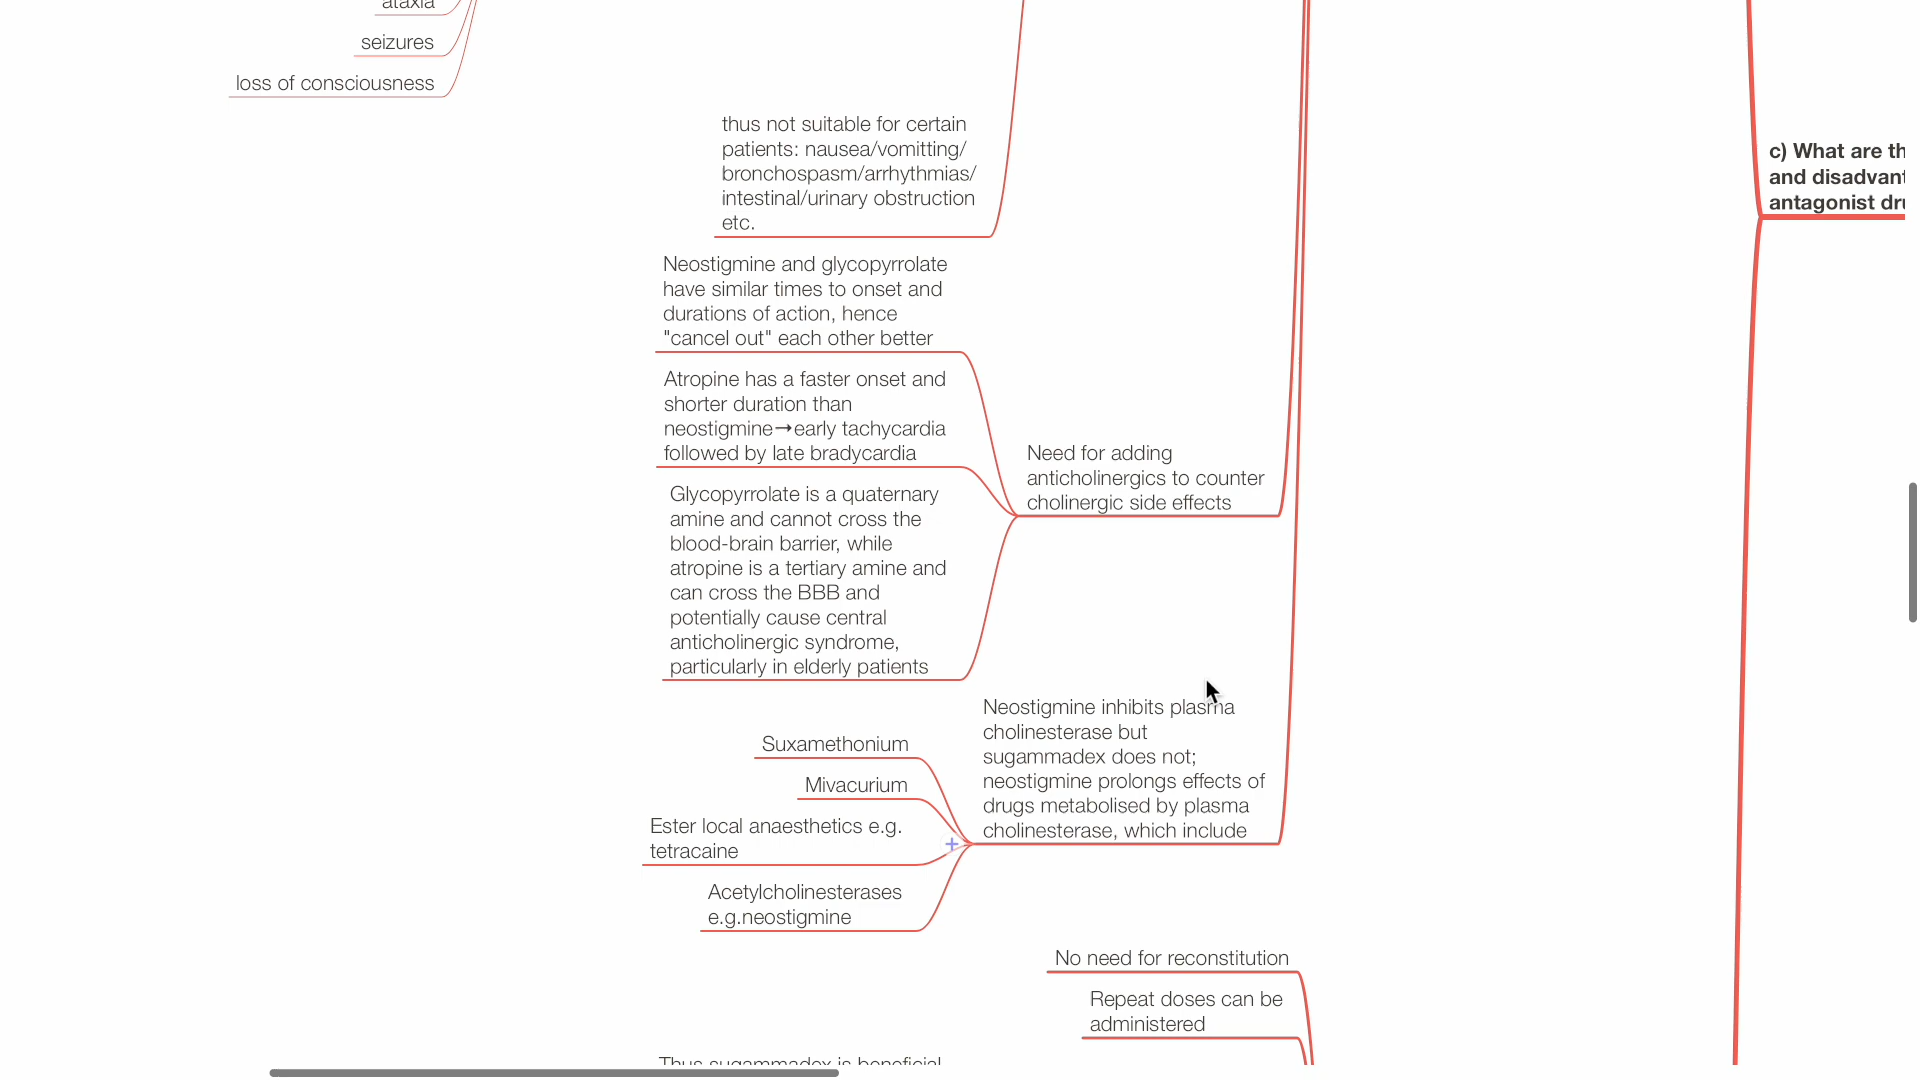 ataxia
seizures
loss of consciousness
thus not suitable for certain
patients: nausea/vomitting/
bronchospasm/arrhythmias/
intestinal/urinary obstruction
etc.
Neostigmine and glycopyrrolate
have similar times to onset and
durations of action, hence
"cancel out" each other better
Atropine has a faster onset and
shorter duration than
neostigmine→early tachycardia
followed by late bradycardia
Glycopyrrolate is a quaternary
amine and cannot cross the
blood-brain barrier, while
atropine is a tertiary amine and
can cross the BBB and
potentially cause central
anticholinergic syndrome,
particularly in elderly patients
Need for adding
anticholinergics to counter
cholinergic side effects
Neostigmine inhibits plasma
cholinesterase but
sugammadex does not;
neostigmine prolongs effects of
drugs metabolised by plasma
cholinesterase, which include
Suxamethonium
Mivacurium
Ester local anaesthetics e.g.
tetracaine
Acetylcholinesterases
e.g.neostigmine
No need for reconstitution
Repeat doses can be
administered
Thus sugammadex is beneficial
c) What are th
and disadvant
antagonist dru